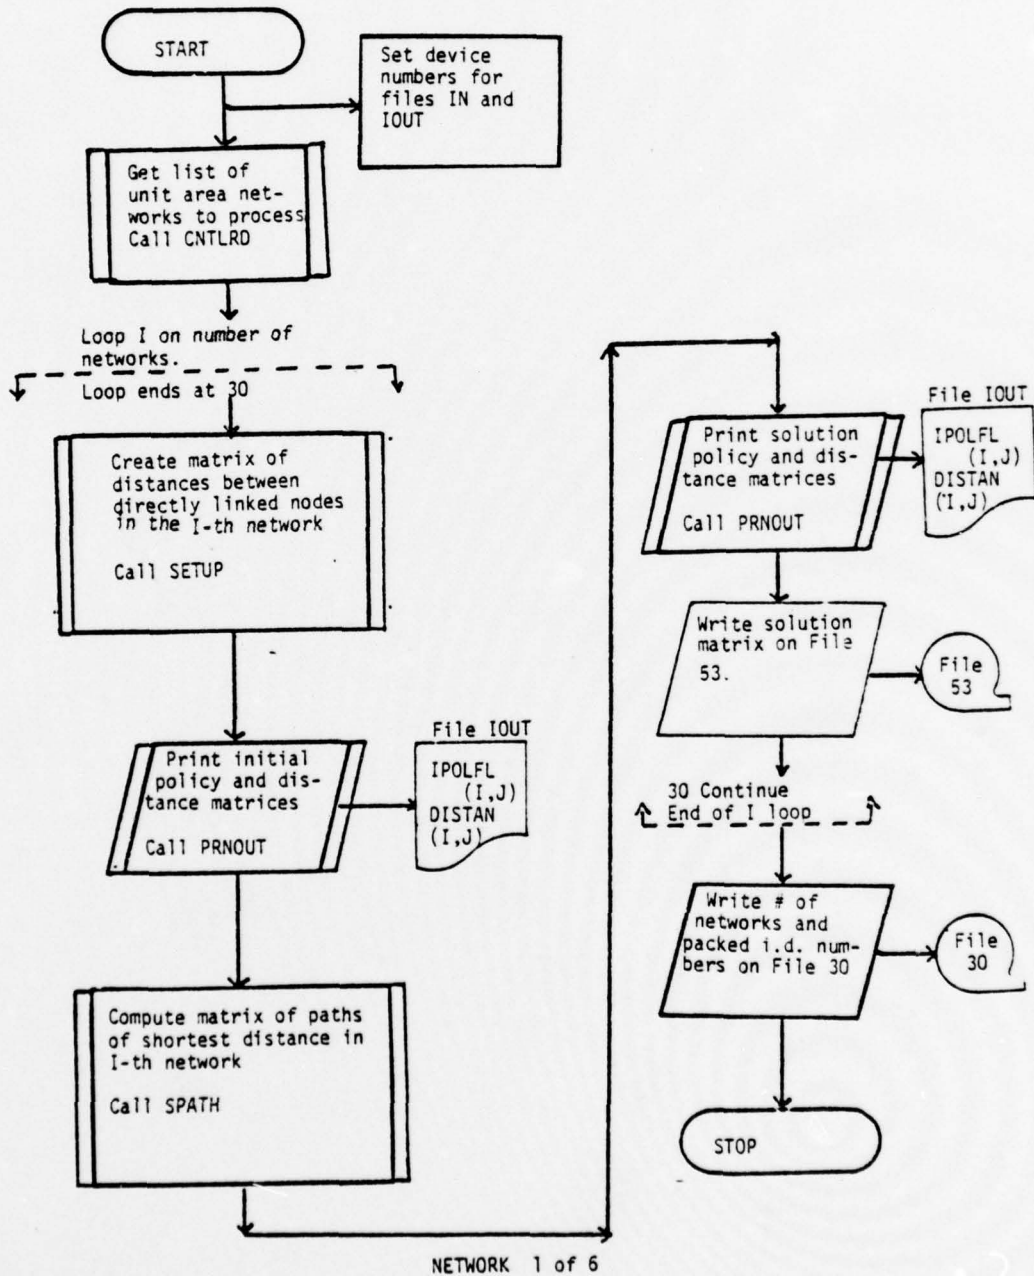 START
Set device
numbers for
files IN and
IOUT
Get list of
unit area net-
works to process
Call CNTLRD
Loop I on number of
networks.
Loop ends at 30
Create matrix of
distances between
directly linked nodes
in the I-th network
Call SETUP
Print initial
policy and dis-
tance matrices
Call PRNOUT
File IOUT
IPOLFL
(I,J)
DISTAN
(I,J)
Compute matrix of paths
of shortest distance in
I-th network
Call SPATH
Print solution
policy and dis-
tance matrices
Call PRNOUT
File IOUT
IPOLFL
(I,J)
DISTAN
(I,J)
Write solution
matrix on File
53.
File
53
30 Continue
End of I loop
Write # of
networks and
packed i.d. num-
bers on File 30
File
30
STOP
NETWORK 1 of 6